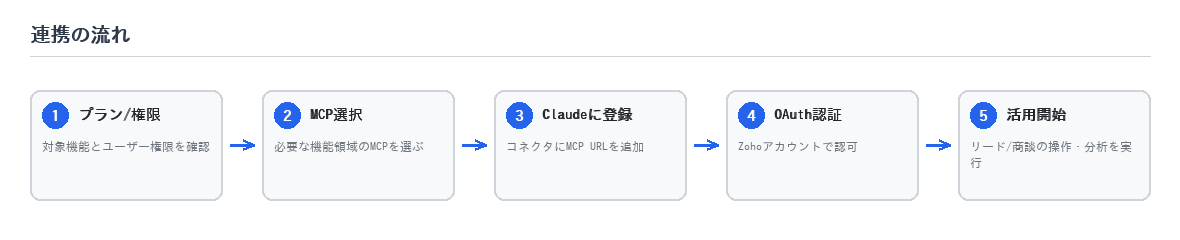 連携の流れ
1 プラン/権限
対象機能とユーザー権限を確認
2 MCP選択
必要な機能領域のMCPを選ぶ
3 Claudeに登録
コネクタにMCP URLを追加
4 OAuth認証
Zohoアカウントで認可
5 活用開始
リード/商談の操作・分析を実
行